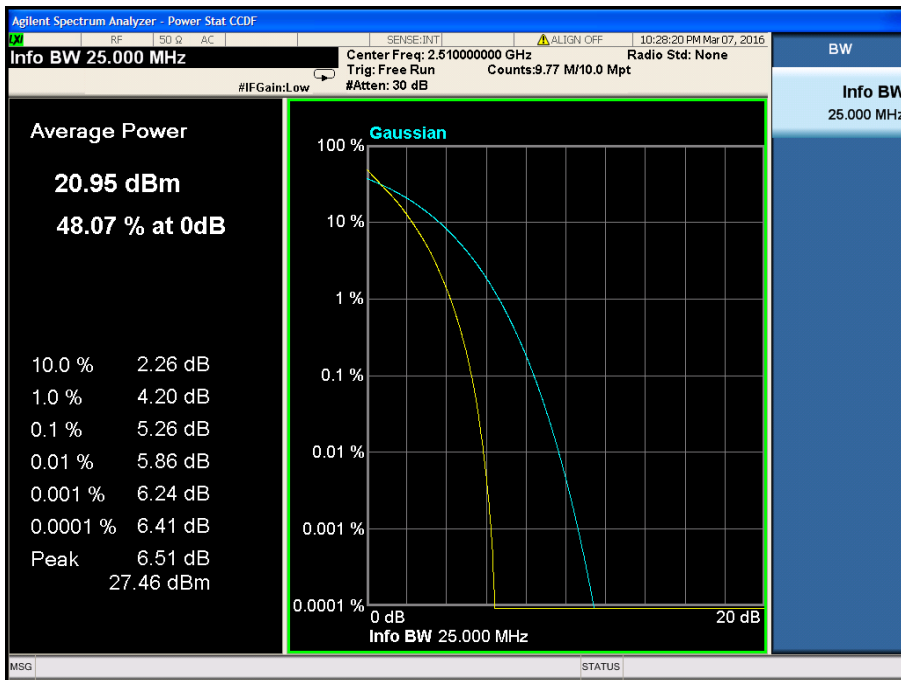 Agilent Spectrum Analyzer - Power Stat CCDF
LXI RF 50 Ω AC SENSE:INT ALIGN OFF 10:28:20 PM Mar 07, 2016
Info BW 25.000 MHz
Center Freq: 2.510000000 GHz Radio Std: None
Trig: Free Run Counts:9.77 M/10.0 Mpt
#IFGain:Low #Atten: 30 dB
BW
Info BW
25.000 MHz
Average Power
20.95 dBm
48.07 % at 0dB
10.0 % 2.26 dB
1.0 % 4.20 dB
0.1 % 5.26 dB
0.01 % 5.86 dB
0.001 % 6.24 dB
0.0001 % 6.41 dB
Peak 6.51 dB
27.46 dBm
Gaussian
100 %
10 %
1 %
0.1 %
0.01 %
0.001 %
0.0001 %
0 dB 20 dB
Info BW 25.000 MHz
MSG STATUS